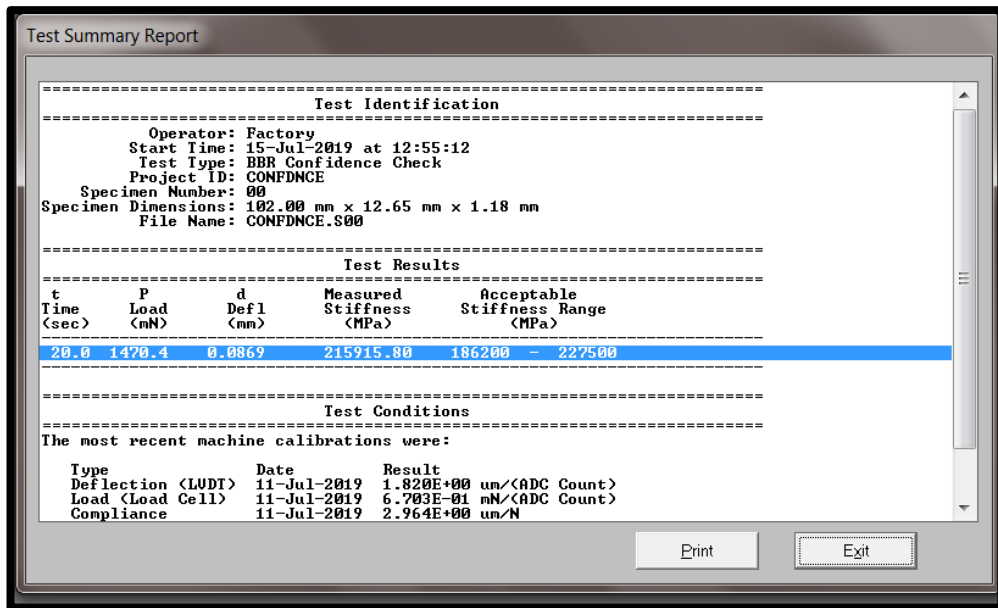 Test Summary Report
================================================================================
Test Identification
================================================================================
Operator: Factory
Start Time: 15-Jul-2019 at 12:55:12
Test Type: BBR Confidence Check
Project ID: CONFDNCE
Specimen Number: 00
Specimen Dimensions: 102.00 mm x 12.65 mm x 1.18 mm
File Name: CONFDNCE.S00
================================================================================
Test Results
================================================================================
t P d Measured Acceptable
Time Load Defl Stiffness Stiffness Range
(sec) (mN) (mm) (MPa) (MPa)
--------------------------------------------------------------------------------
20.0 1470.4 0.0869 215915.80 186200 - 227500
--------------------------------------------------------------------------------
================================================================================
Test Conditions
================================================================================
The most recent machine calibrations were:
Type Date Result
Deflection (LVDT) 11-Jul-2019 1.820E+00 um/(ADC Count)
Load (Load Cell) 11-Jul-2019 6.703E-01 mN/(ADC Count)
Compliance 11-Jul-2019 2.964E+00 um/N
Print Exit